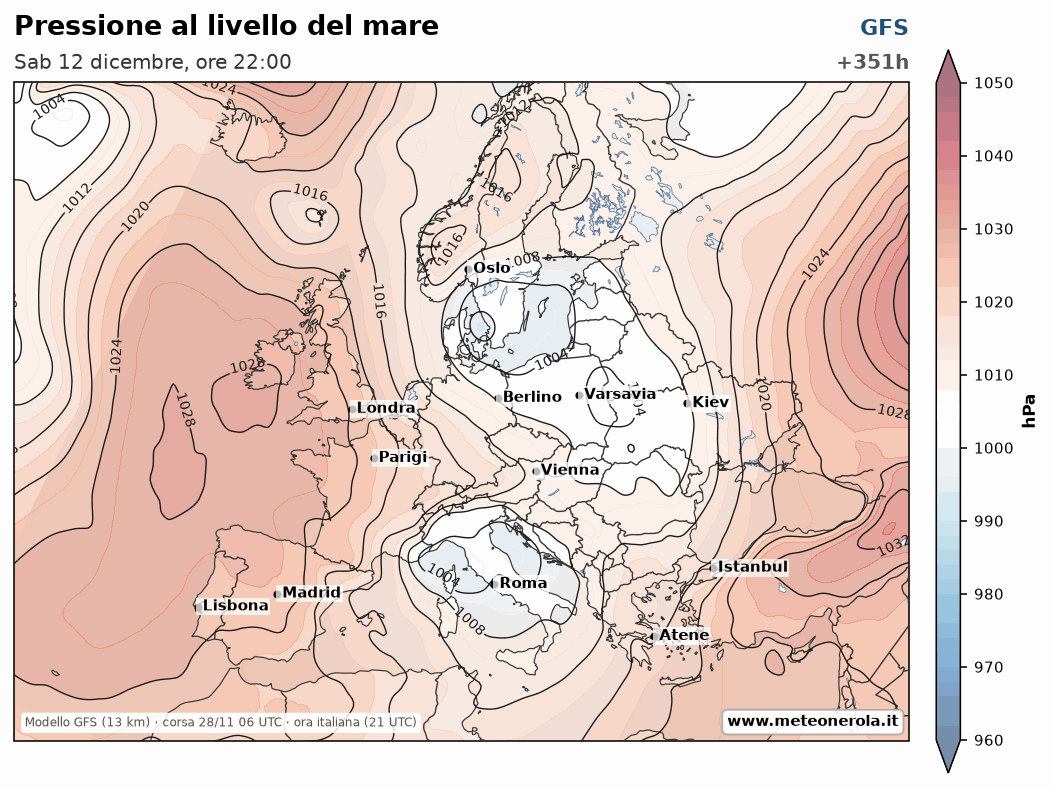 Pressione al livello del mare
GFS
Sab 12 dicembre, ore 22:00
+351h
1024
1004
1012
1020
1016
1016
1012
1016
1008
1016
1024
1004
1024
1028
1028
1004
1020
1028
1032
1004
1008
Oslo
Londra
Berlino
Varsavia
Kiev
Parigi
Vienna
Madrid
Lisbona
Roma
Istanbul
Atene
1050
1040
1030
1020
1010
1000
990
980
970
960
hPa
Modello GFS (13 km) · corsa 28/11 06 UTC · ora italiana (21 UTC)
www.meteonerola.it